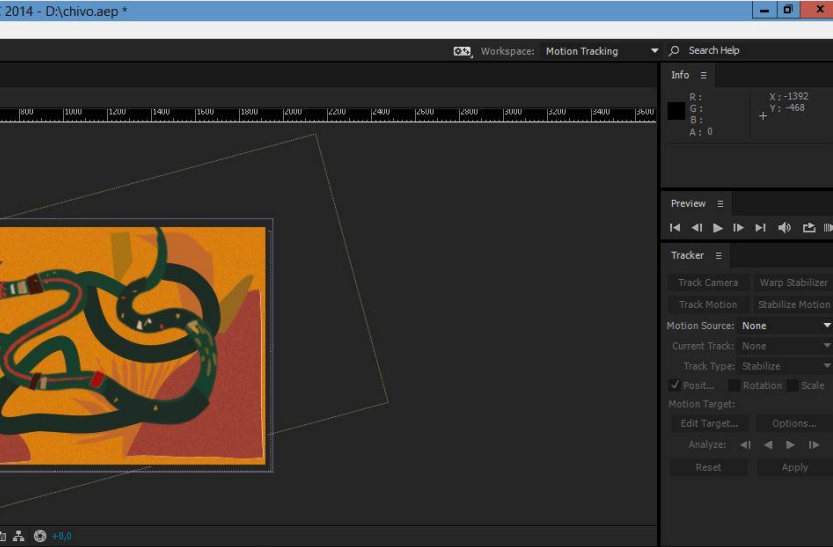 C 2014 - D:\chivo.aep *
Workspace: Motion Tracking Search Help
Info
R: X: -1392
G: Y: -468
B:
A: 0
800 1000 1200 1400 1600 1800 2000 2200 2400 2600 2800 3000 3200 3400 3600
Preview
Tracker
Track Camera Warp Stabilizer
Track Motion Stabilize Motion
Motion Source: None
Current Track: None
Track Type: Stabilize
Posit... Rotation Scale
Motion Target:
Edit Target... Options...
Analyze:
Reset Apply
+0,0